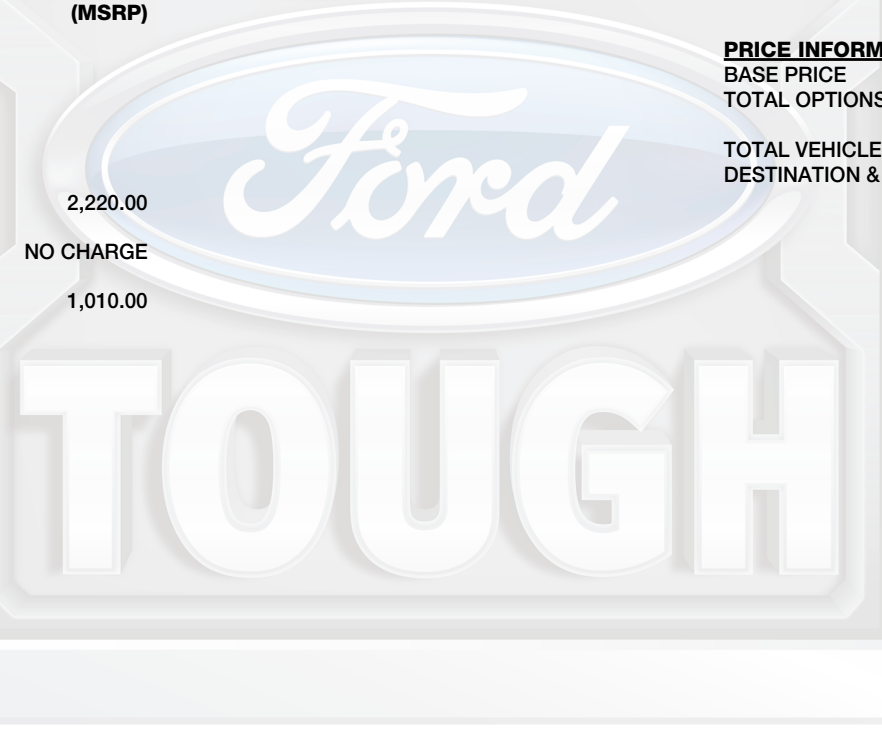 (MSRP)
2,220.00
NO CHARGE
1,010.00
PRICE INFORM
BASE PRICE
TOTAL OPTIONS
TOTAL VEHICLE
DESTINATION &
Ford
TOUGH